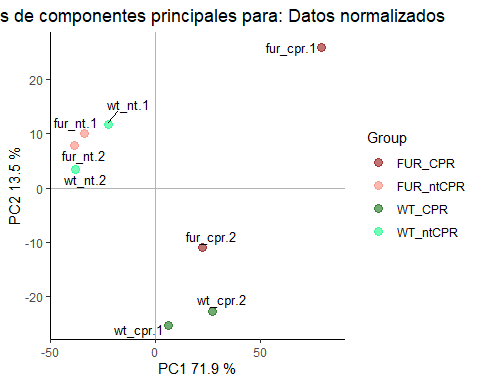 s de componentes principales para: Datos normalizados
fur_cpr.1
wt_nt.1
fur_nt.1
fur_nt.2
wt_nt.2
fur_cpr.2
wt_cpr.2
wt_cpr.1
20
10
0
-10
-20
PC2 13.5 %
-50
0
50
PC1 71.9 %
Group
FUR_CPR
FUR_ntCPR
WT_CPR
WT_ntCPR